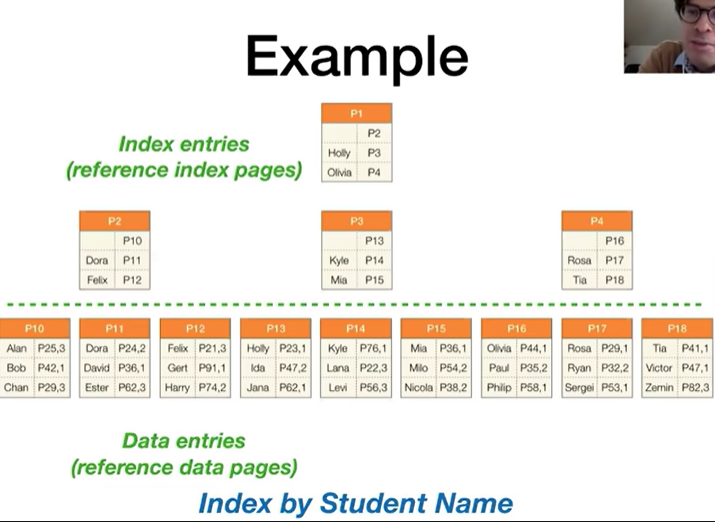 Example
P1
P2
Holly P3
Olivia P4
Index entries
(reference index pages)
P2
P10
Dora P11
Felix P12
P3
P13
Kyle P14
Mia P15
P4
P16
Rosa P17
Tia P18
P10
Alan P25,3
Bob P42,1
Chan P29,3
P11
Dora P24,2
David P36,1
Ester P62,3
P12
Felix P21,3
Gert P91,1
Harry P74,2
P13
Holly P23,1
Ida P47,2
Jana P62,1
P14
Kyle P76,1
Lana P22,3
Levi P56,3
P15
Mia P36,1
Milo P54,2
Nicola P38,2
P16
Olivia P44,1
Paul P35,2
Philip P58,1
P17
Rosa P29,1
Ryan P32,2
Sergei P53,1
P18
Tia P41,1
Victor P47,1
Zemin P82,3
Data entries
(reference data pages)
Index by Student Name